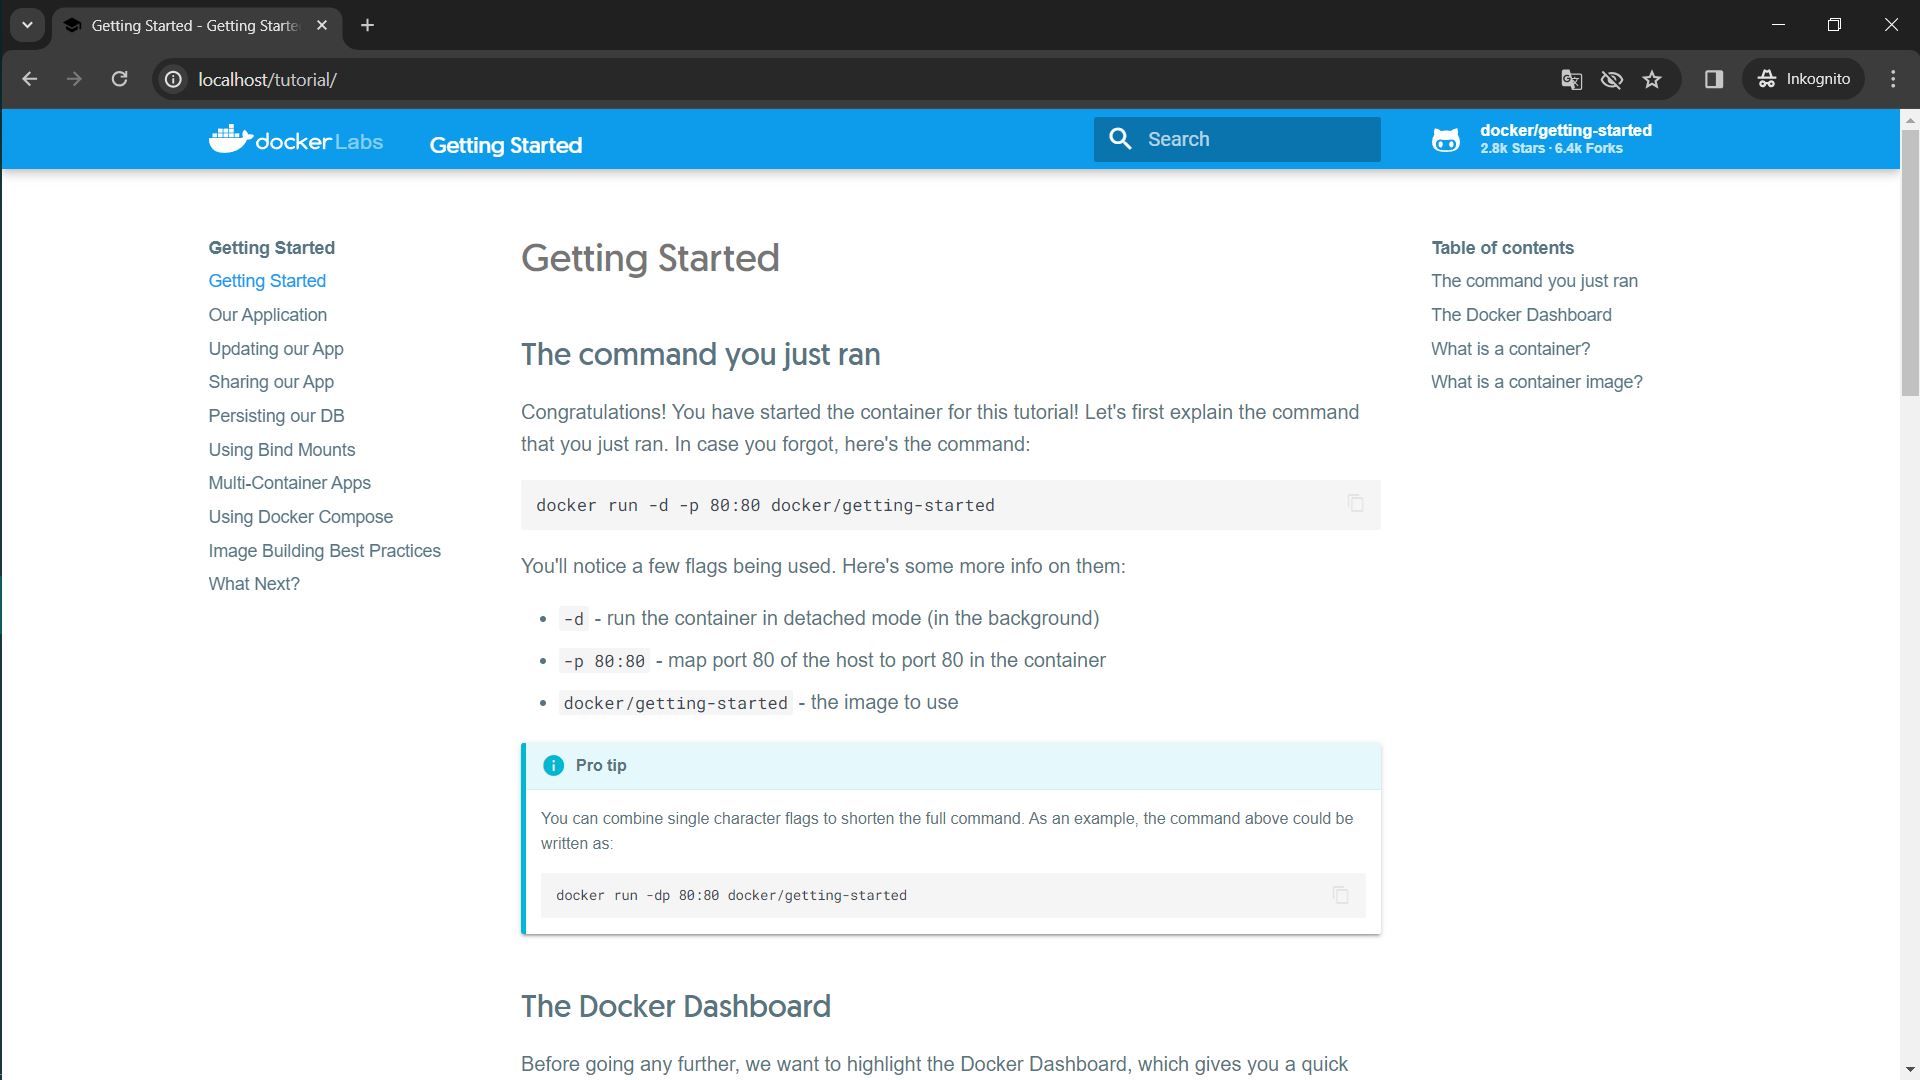 Getting Started - Getting Starte
localhost/tutorial/
Inkognito
docker Labs
Getting Started
Search
docker/getting-started
2.8k Stars · 6.4k Forks
Getting Started
Getting Started
Our Application
Updating our App
Sharing our App
Persisting our DB
Using Bind Mounts
Multi-Container Apps
Using Docker Compose
Image Building Best Practices
What Next?
Getting Started
The command you just ran
Congratulations! You have started the container for this tutorial! Let's first explain the command
that you just ran. In case you forgot, here's the command:
docker run -d -p 80:80 docker/getting-started
You'll notice a few flags being used. Here's some more info on them:
• -d - run the container in detached mode (in the background)
• -p 80:80 - map port 80 of the host to port 80 in the container
• docker/getting-started - the image to use
Pro tip
You can combine single character flags to shorten the full command. As an example, the command above could be
written as:
docker run -dp 80:80 docker/getting-started
The Docker Dashboard
Before going any further, we want to highlight the Docker Dashboard, which gives you a quick
Table of contents
The command you just ran
The Docker Dashboard
What is a container?
What is a container image?